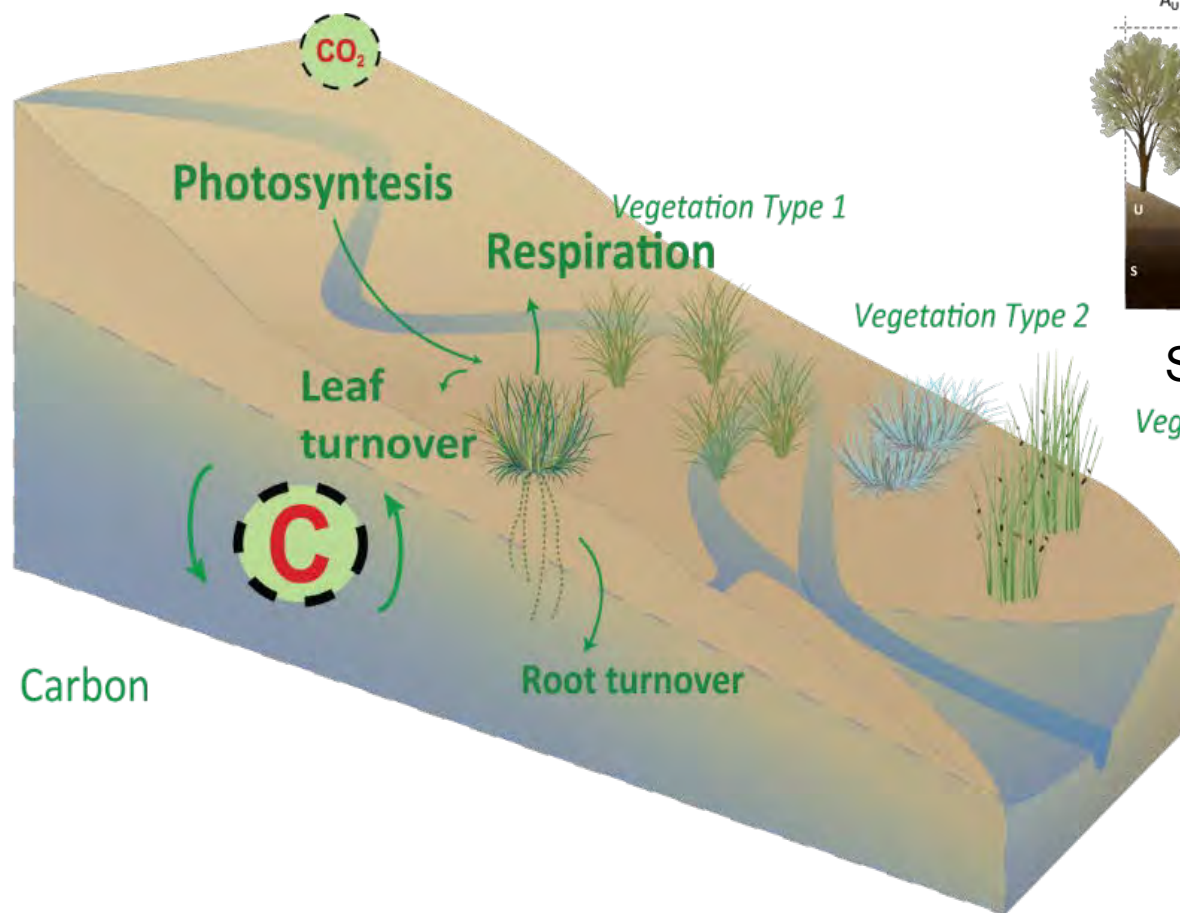 CO₂
Photosyntesis
Vegetation Type 1
Respiration
Vegetation Type 2
Leaf
turnover
C
Root turnover
Carbon
U
S